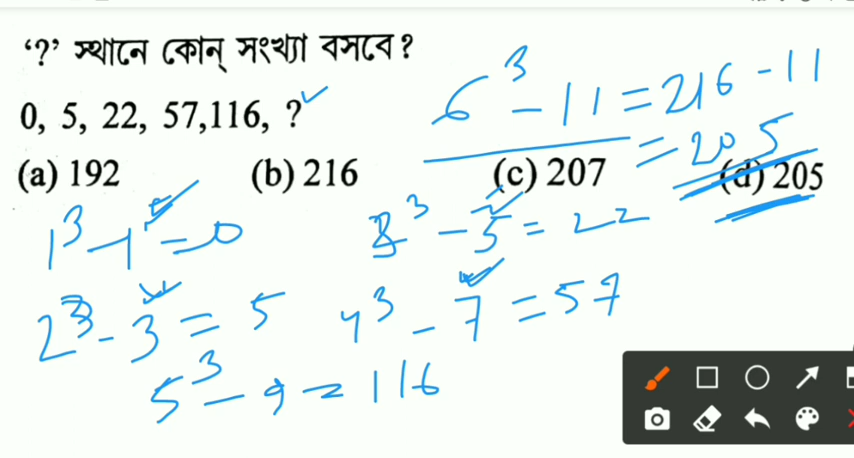 ‘?’ স্থানে কোন্ সংখ্যা বসবে?
0, 5, 22, 57,116, ?
(a) 192 (b) 216 (c) 207 (d) 205
6³ - 11 = 216 - 11
= 205
1³ - 1 = 0
3³ - 5 = 22
2³ - 3 = 5
4³ - 7 = 57
5³ - 9 = 116